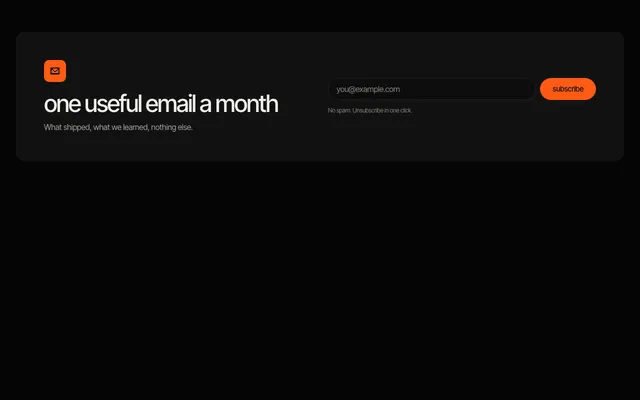 one useful email a month
What shipped, what we learned, nothing else.
you@example.com
subscribe
No spam. Unsubscribe in one click.